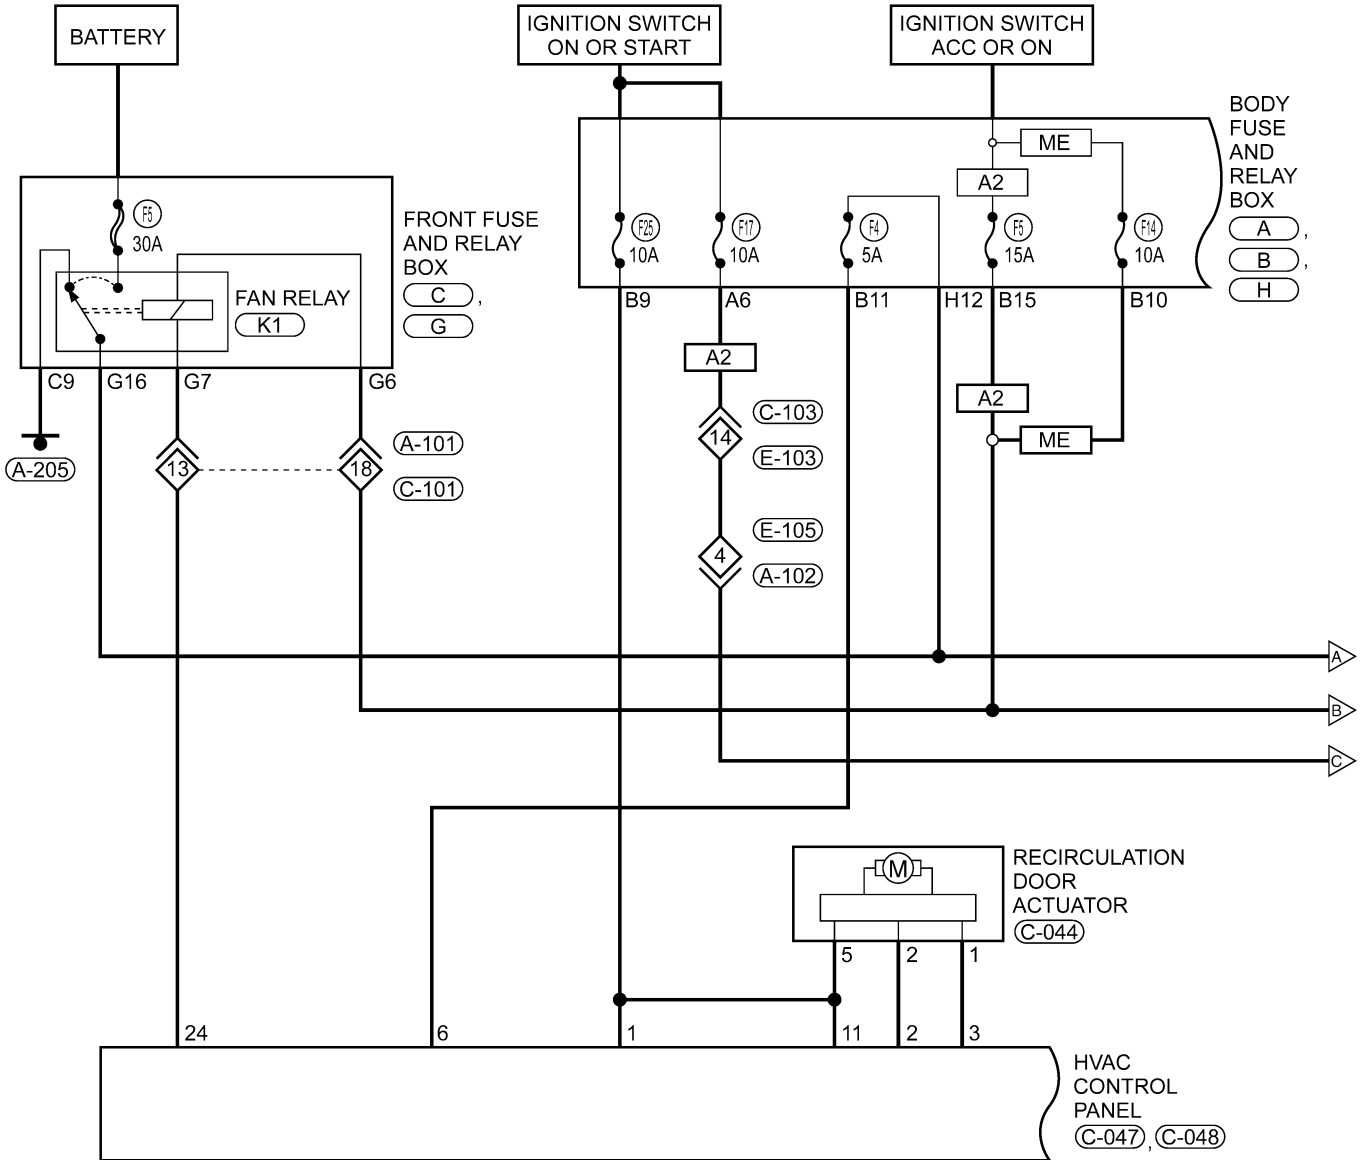 BATTERY
IGNITION SWITCH
ON OR START
IGNITION SWITCH
ACC OR ON
BODY
FUSE
AND
RELAY
BOX
A ,
B ,
H
ME
A2
F5
30A
FRONT FUSE
AND RELAY
BOX
C ,
G
FAN RELAY
K1
F25
10A
F17
10A
F4
5A
F5
15A
F14
10A
B9
A6
B11
H12
B15
B10
C9
G16
G7
G6
A2
A2
ME
C-103
14
E-103
A-205
13
18
A-101
C-101
E-105
4
A-102
A
B
C
M
RECIRCULATION
DOOR
ACTUATOR
C-044
5
2
1
24
6
1
11
2
3
HVAC
CONTROL
PANEL
C-047 , C-048